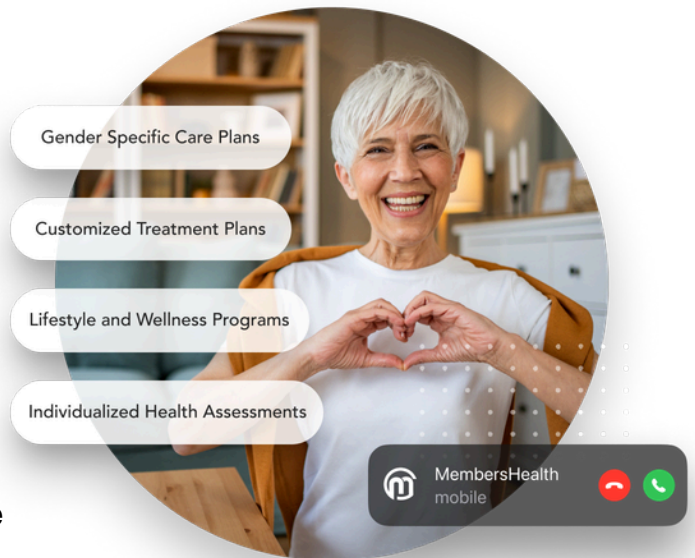 Gender Specific Care Plans
Customized Treatment Plans
Lifestyle and Wellness Programs
Individualized Health Assessments
MembersHealth
mobile
e